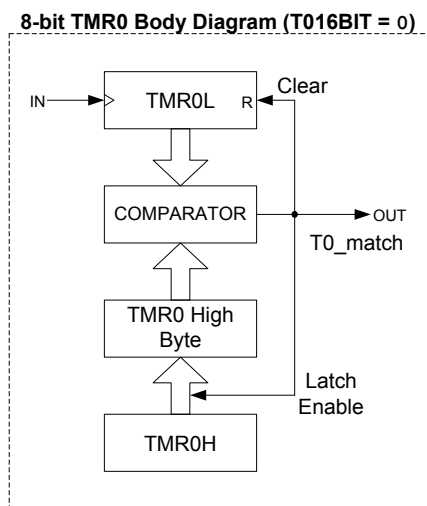 8-bit TMR0 Body Diagram (T016BIT = 0)
IN
TMR0L
R
Clear
COMPARATOR
OUT
T0_match
TMR0 High
Byte
Latch
Enable
TMR0H